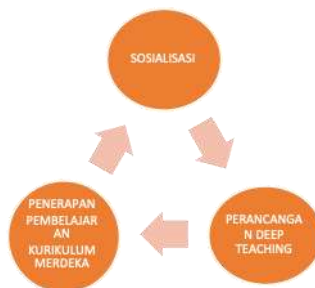 SOSIALISASI
PERANCANGA
N DEEP
TEACHING
PENERAPAN
PEMBELAJAR
AN
KURIKULUM
MERDEKA